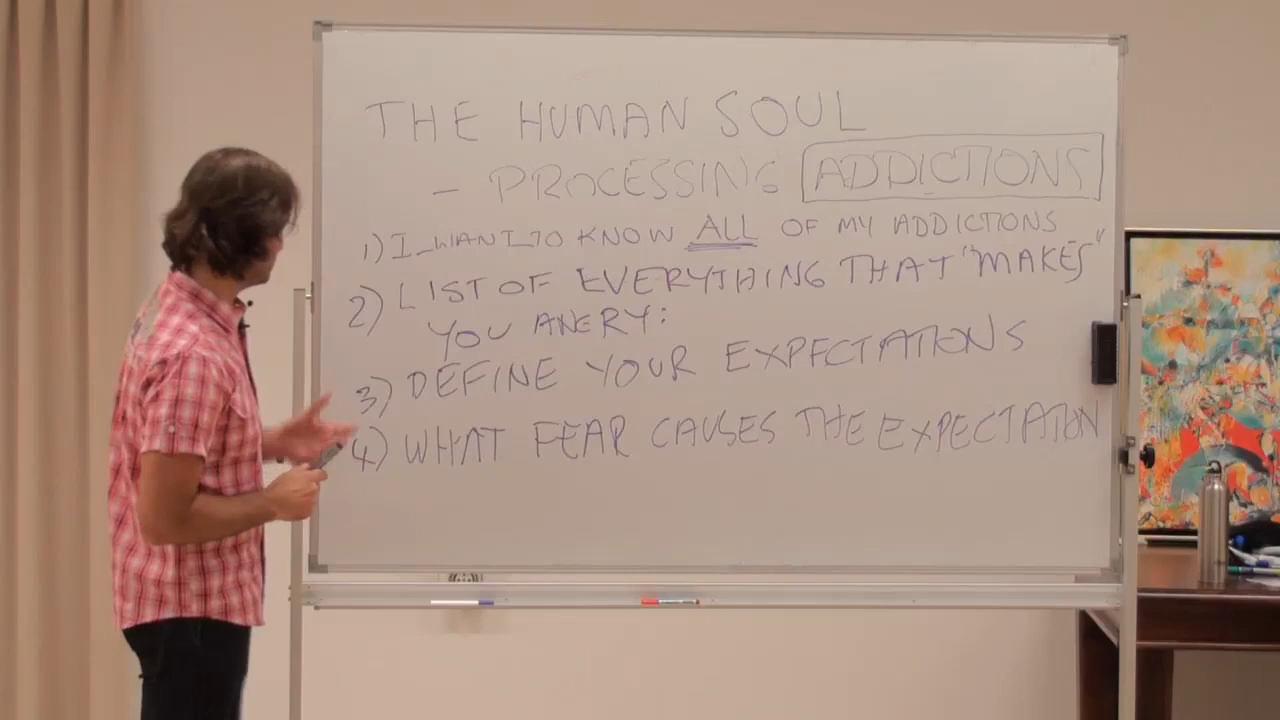 THE HUMAN SOUL
- PROCESSING ADDICTIONS
1) I WANT TO KNOW ALL OF MY ADDICTIONS
2) LIST OF EVERYTHING THAT "MAKES"
YOU ANGRY:
3) DEFINE YOUR EXPECTATIONS
4) WHAT FEAR CAUSES THE EXPECTATION